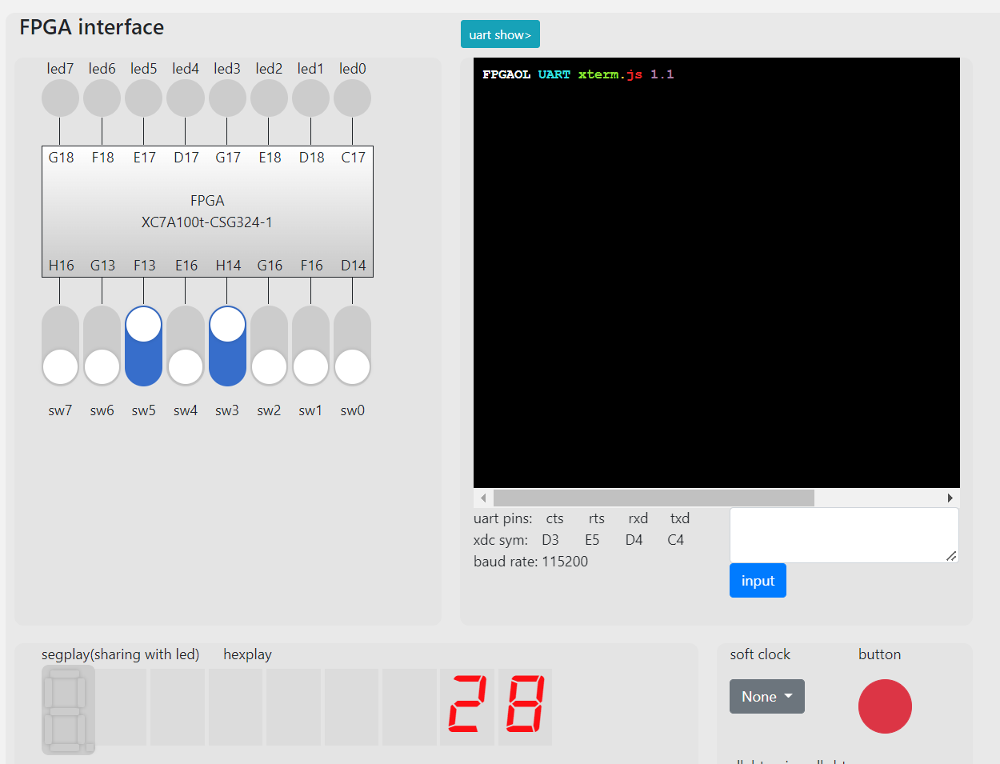 FPGA interface
uart show>
led7 led6 led5 led4 led3 led2 led1 led0
G18 F18 E17 D17 G17 E18 D18 C17
FPGA
XC7A100t-CSG324-1
H16 G13 F13 E16 H14 G16 F16 D14
sw7 sw6 sw5 sw4 sw3 sw2 sw1 sw0
FPGAOL UART xterm.js 1.1
uart pins: cts rts rxd txd
xdc sym: D3 E5 D4 C4
baud rate: 115200
input
segplay(sharing with led) hexplay
28
soft clock button
None